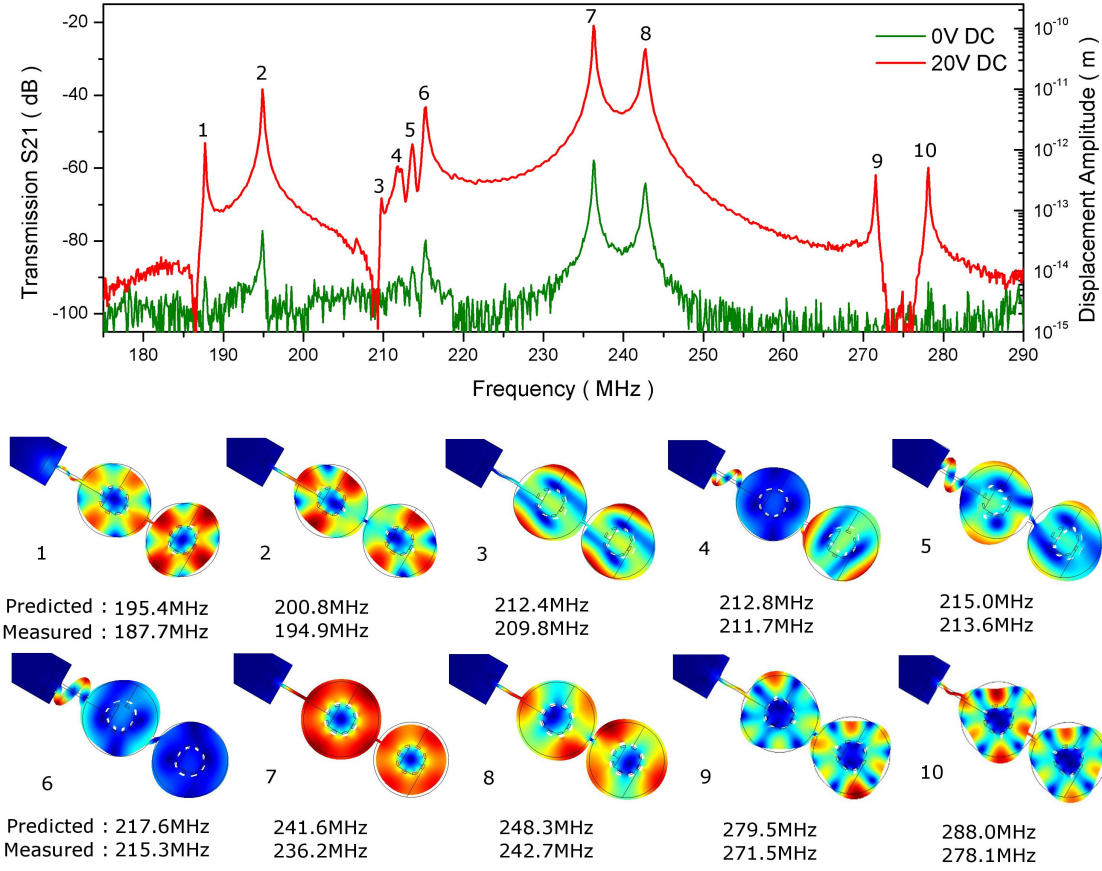 7
8
2
6
1
5
4
3
9
10
0V DC
20V DC
-20
-40
-60
-80
-100
Transmission S21 ( dB )
10⁻¹⁰
10⁻¹¹
10⁻¹²
10⁻¹³
10⁻¹⁴
10⁻¹⁵
Displacement Amplitude ( m )
180 190 200 210 220 230 240 250 260 270 280 290
Frequency ( MHz )
1 2 3 4 5
Predicted : 195.4MHz 200.8MHz 212.4MHz 212.8MHz 215.0MHz
Measured : 187.7MHz 194.9MHz 209.8MHz 211.7MHz 213.6MHz
6 7 8 9 10
Predicted : 217.6MHz 241.6MHz 248.3MHz 279.5MHz 288.0MHz
Measured : 215.3MHz 236.2MHz 242.7MHz 271.5MHz 278.1MHz